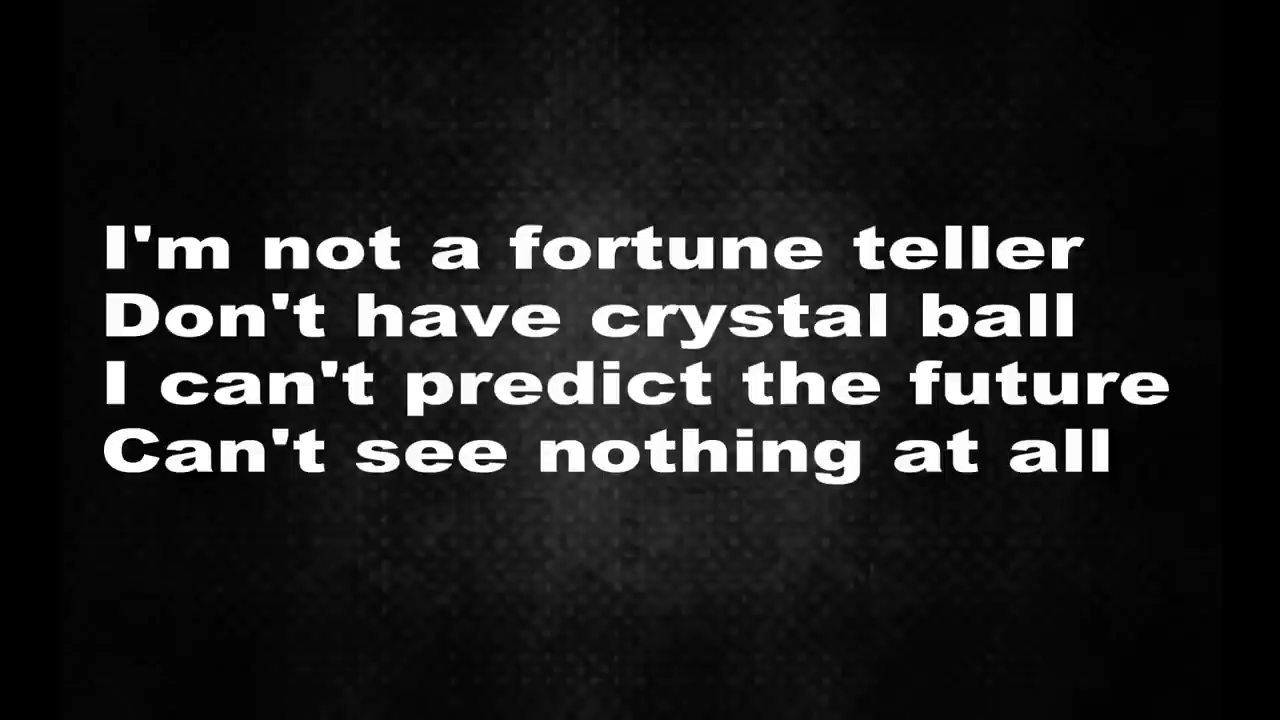 I'm not a fortune teller
Don't have crystal ball
I can't predict the future
Can't see nothing at all